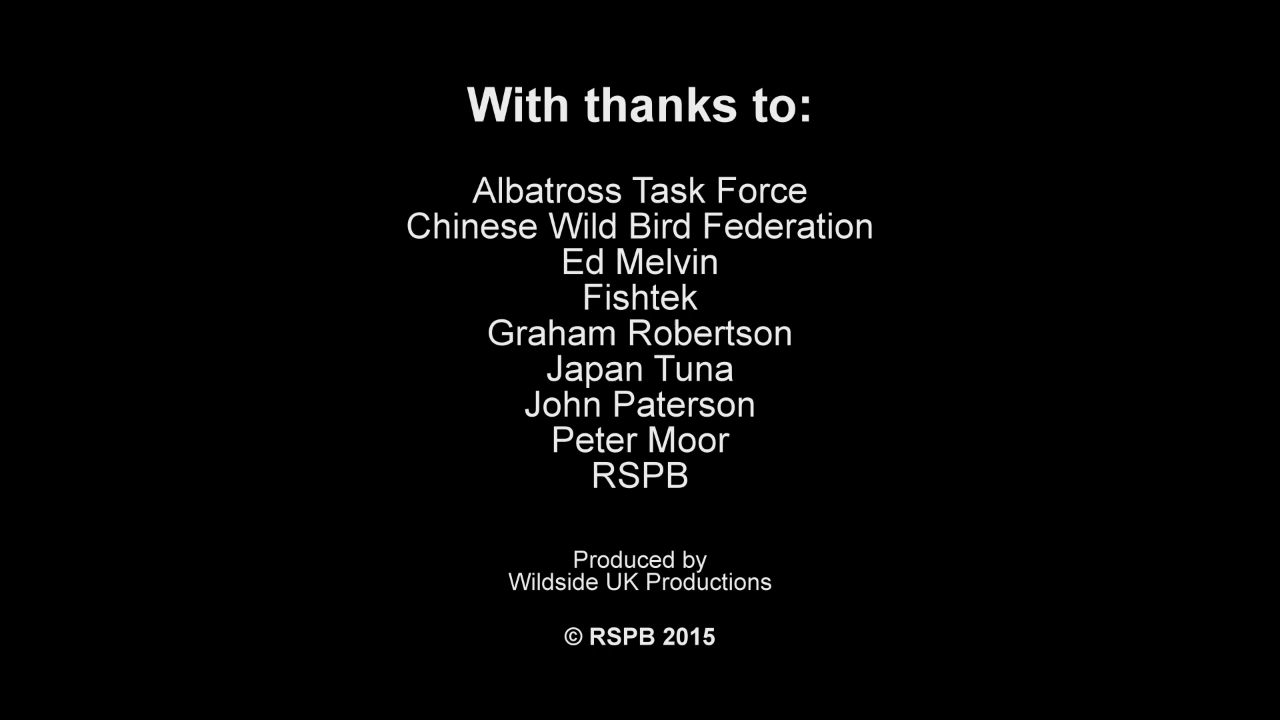 With thanks to:
Albatross Task Force
Chinese Wild Bird Federation
Ed Melvin
Fishtek
Graham Robertson
Japan Tuna
John Paterson
Peter Moor
RSPB
Produced by
Wildside UK Productions
© RSPB 2015